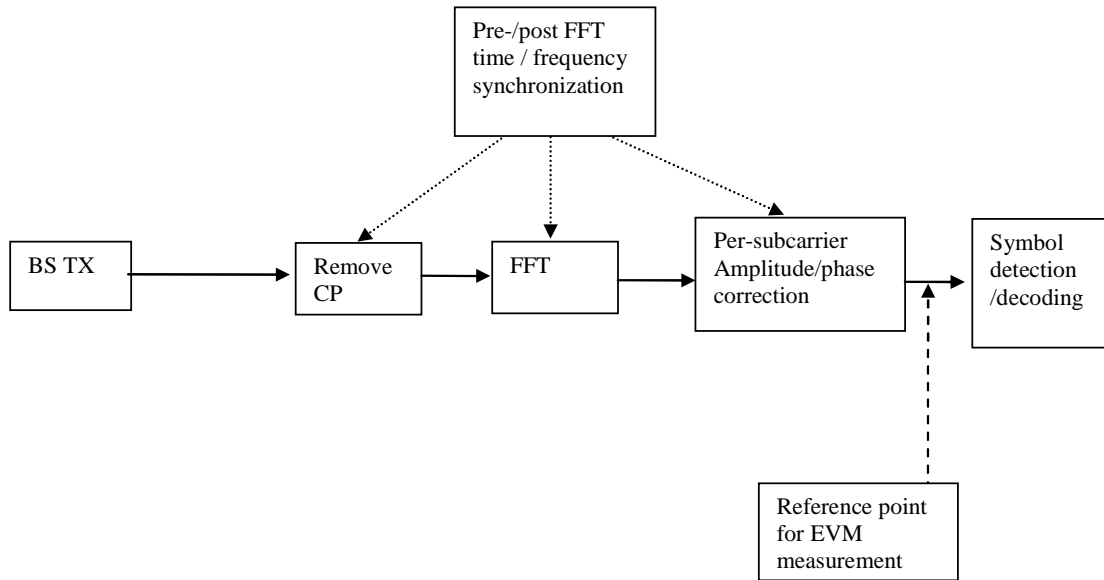 Pre-/post FFT
time / frequency
synchronization
BS TX
Remove
CP
FFT
Per-subcarrier
Amplitude/phase
correction
Symbol
detection
/decoding
Reference point
for EVM
measurement